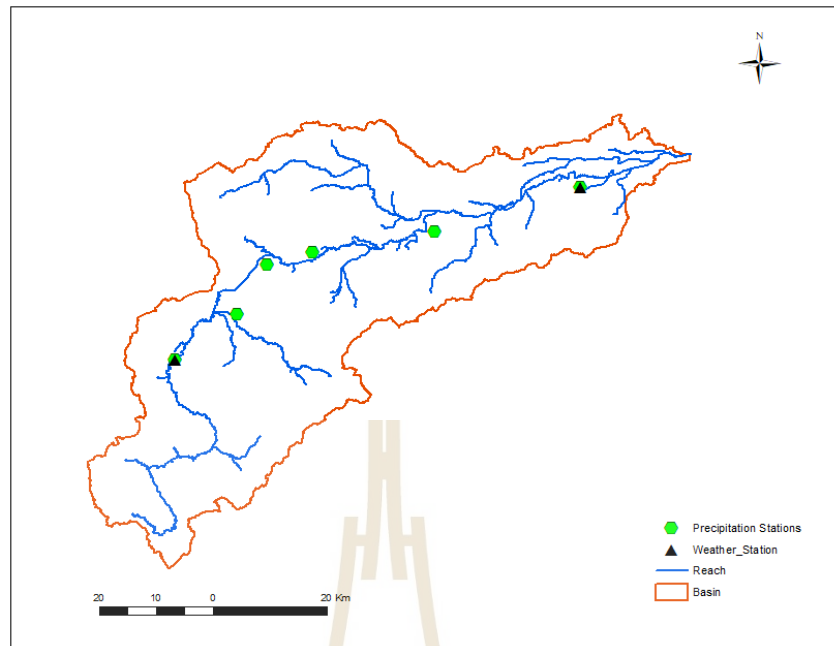 N
Precipitation Stations
Weather_Station
Reach
Basin
20 10 0 20 Km